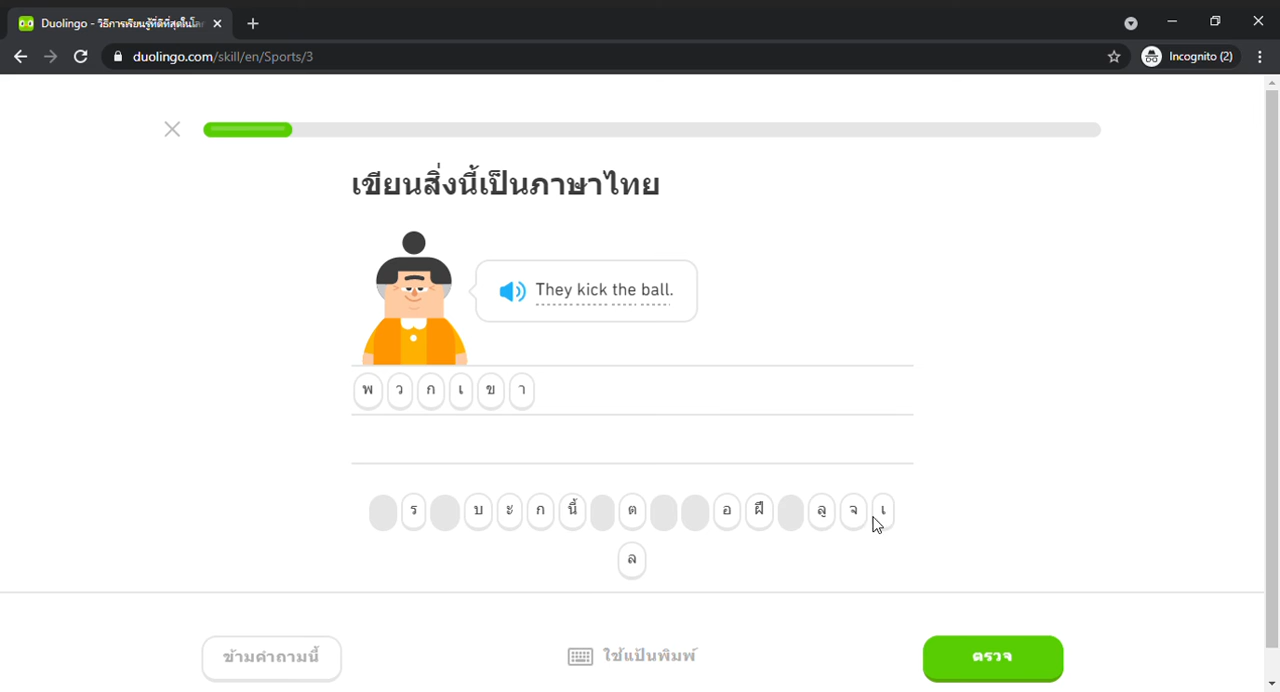 Duolingo - วิธีการเรียนรู้ที่ดีที่สุดในโลก
duolingo.com/skill/en/Sports/3
Incognito (2)
เขียนสิ่งนี้เป็นภาษาไทย
They kick the ball.
พ ว ก เ ข า
ร บ ะ ก นี้ ต อ ฝึ ลู จ เ
ล
ข้ามคำถามนี้
ใช้แป้นพิมพ์
ตรวจ